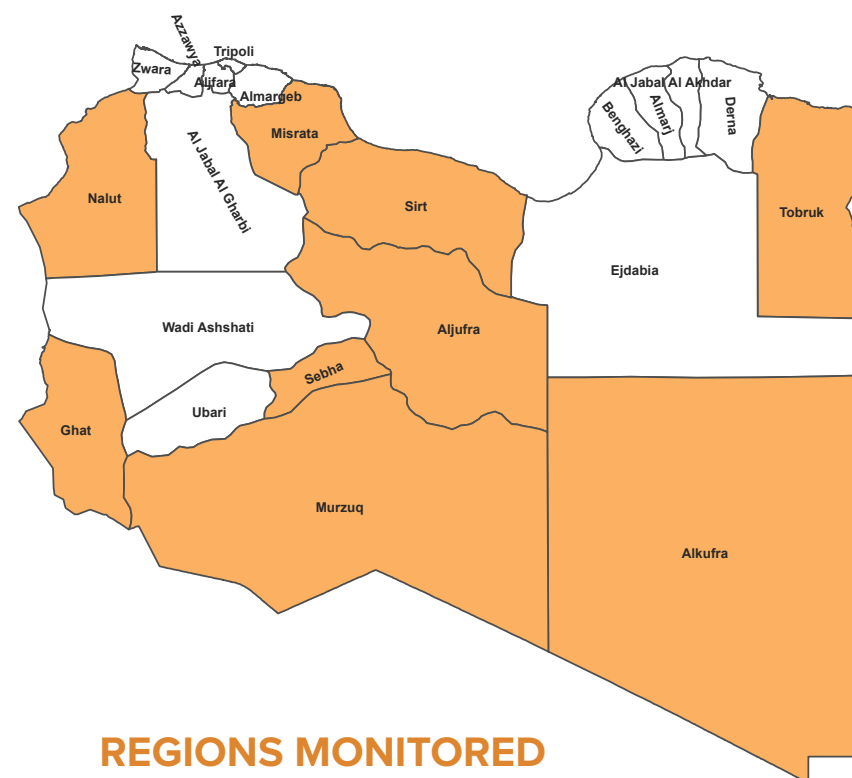 Azzawya
Tripoli
Zwara
Aljfara
Almargeb
Al Jabal Al Akhdar
Benghazi
Almarj
Derna
Misrata
Al Jabal Al Gharbi
Nalut
Sirt
Tobruk
Ejdabia
Wadi Ashshati
Aljufra
Sebha
Ubari
Ghat
Murzuq
Alkufra
REGIONS MONITORED